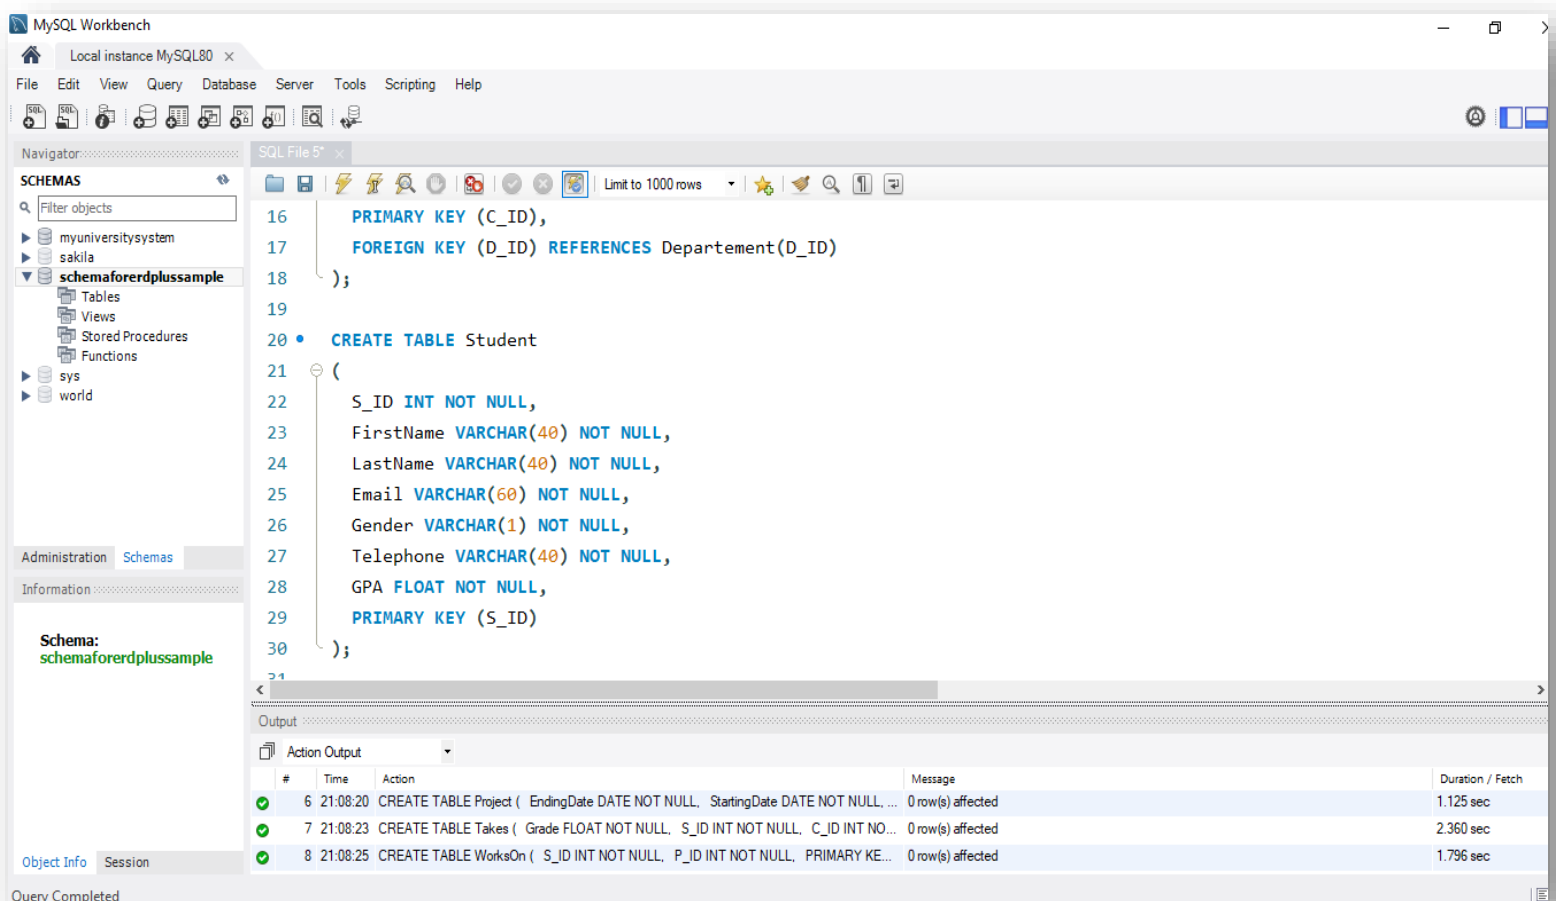 MySQL Workbench
Local instance MySQL80 ×
File Edit View Query Database Server Tools Scripting Help
Navigator
SCHEMAS
Filter objects
myuniversitysystem
sakila
schemaforerdplussample
Tables
Views
Stored Procedures
Functions
sys
world
Administration Schemas
Information
Schema:
schemaforerdplussample
Object Info Session
SQL File 5* ×
Limit to 1000 rows
16 PRIMARY KEY (C_ID),
17 FOREIGN KEY (D_ID) REFERENCES Departement(D_ID)
18 );
19
20 CREATE TABLE Student
21 (
22 S_ID INT NOT NULL,
23 FirstName VARCHAR(40) NOT NULL,
24 LastName VARCHAR(40) NOT NULL,
25 Email VARCHAR(60) NOT NULL,
26 Gender VARCHAR(1) NOT NULL,
27 Telephone VARCHAR(40) NOT NULL,
28 GPA FLOAT NOT NULL,
29 PRIMARY KEY (S_ID)
30 );
31
Output
Action Output
# Time Action Message Duration / Fetch
6 21:08:20 CREATE TABLE Project ( EndingDate DATE NOT NULL, StartingDate DATE NOT NULL, ... 0 row(s) affected 1.125 sec
7 21:08:23 CREATE TABLE Takes ( Grade FLOAT NOT NULL, S_ID INT NOT NULL, C_ID INT NO... 0 row(s) affected 2.360 sec
8 21:08:25 CREATE TABLE WorksOn ( S_ID INT NOT NULL, P_ID INT NOT NULL, PRIMARY KE... 0 row(s) affected 1.796 sec
Query Completed